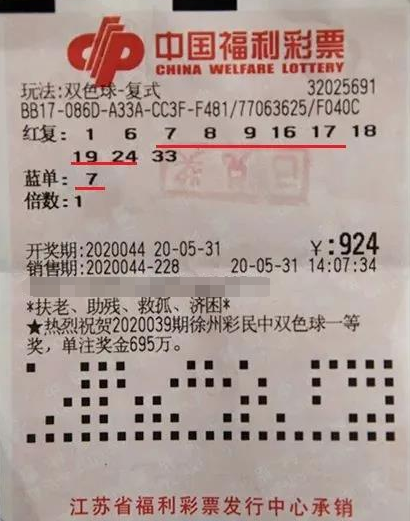 中国福利彩票
CHINA WELFARE LOTTERY
玩法:双色球-复式 32025691
BB17-086D-A33A-CC3F-F481/77063625/F040C
红复: 1 6 7 8 9 16 17 18
19 24 33
蓝单: 7
倍数:1
开奖期:2020044 20-05-31 ¥:924
销售期:2020044-228 20-05-31 14:07:34
*扶老、助残、救孤、济困*
★热烈祝贺2020039期徐州彩民中双色球一等
奖，单注奖金695万。
江苏省福利彩票发行中心承销